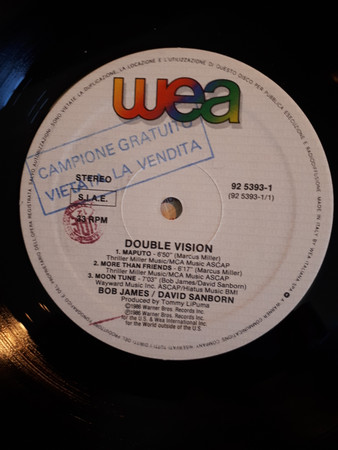 wea
CAMPIONE GRATUITO
VIETATA LA VENDITA
STEREO
S.I.A.E.
33 RPM
92 5393-1
(92 5393-1/1)
DOUBLE VISION
1. MAPUTO - 6'50" (Marcus Miller)
Thriller Miller Music/MCA Music ASCAP
2. MORE THAN FRIENDS - 6'17" (Marcus Miller)
Thriller Miller Music/MCA Music ASCAP
3. MOON TUNE - 7'03" (Bob James/David Sanborn)
Wayward Music Inc. ASCAP/Hiatus Music BMI
BOB JAMES / DAVID SANBORN
Produced by Tommy LiPuma
©1986 Warner Bros. Records Inc.
℗1986 Warner Bros. Records Inc.
for the U.S. & WEA International Inc.
for the World outside of the U.S.